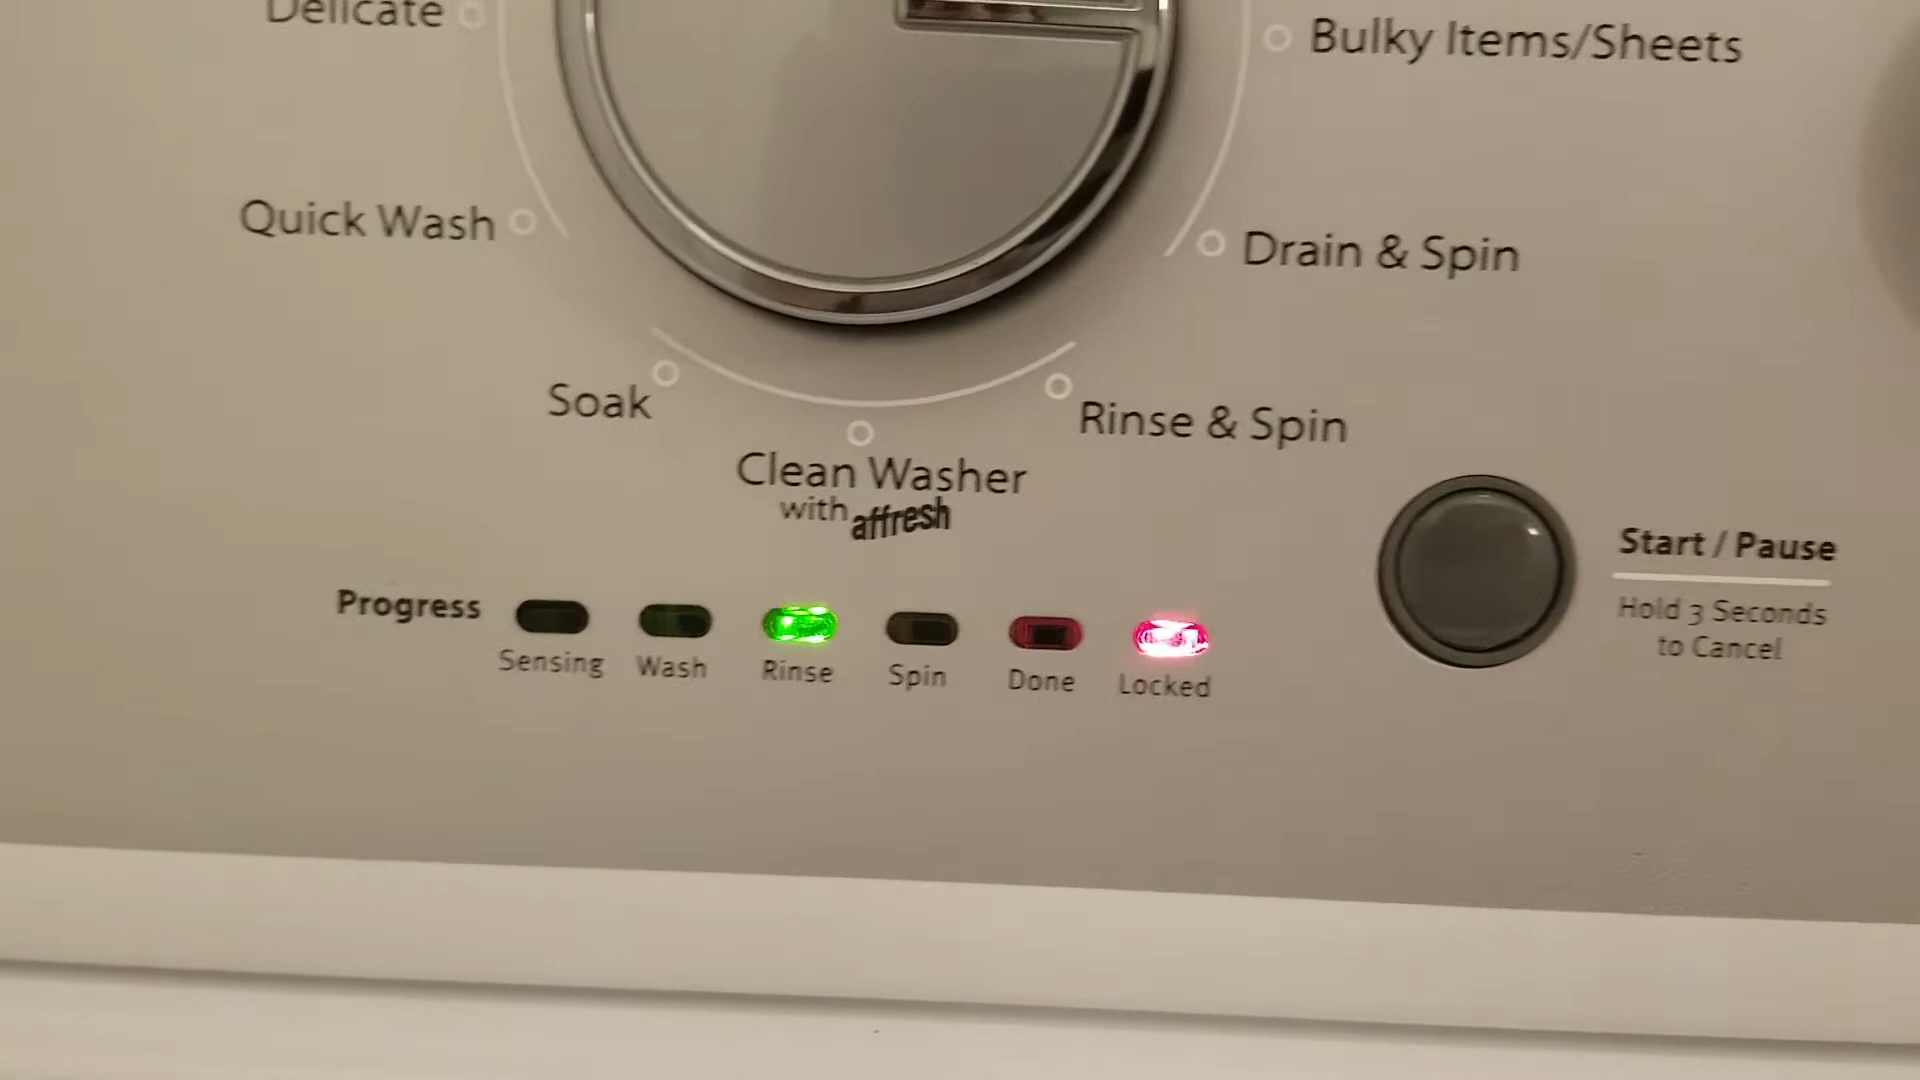 Delicate
Bulky Items/Sheets
Quick Wash
Drain & Spin
Soak
Rinse & Spin
Clean Washer
with affresh
Start / Pause
Hold 3 Seconds
to Cancel
Progress
Sensing
Wash
Rinse
Spin
Done
Locked